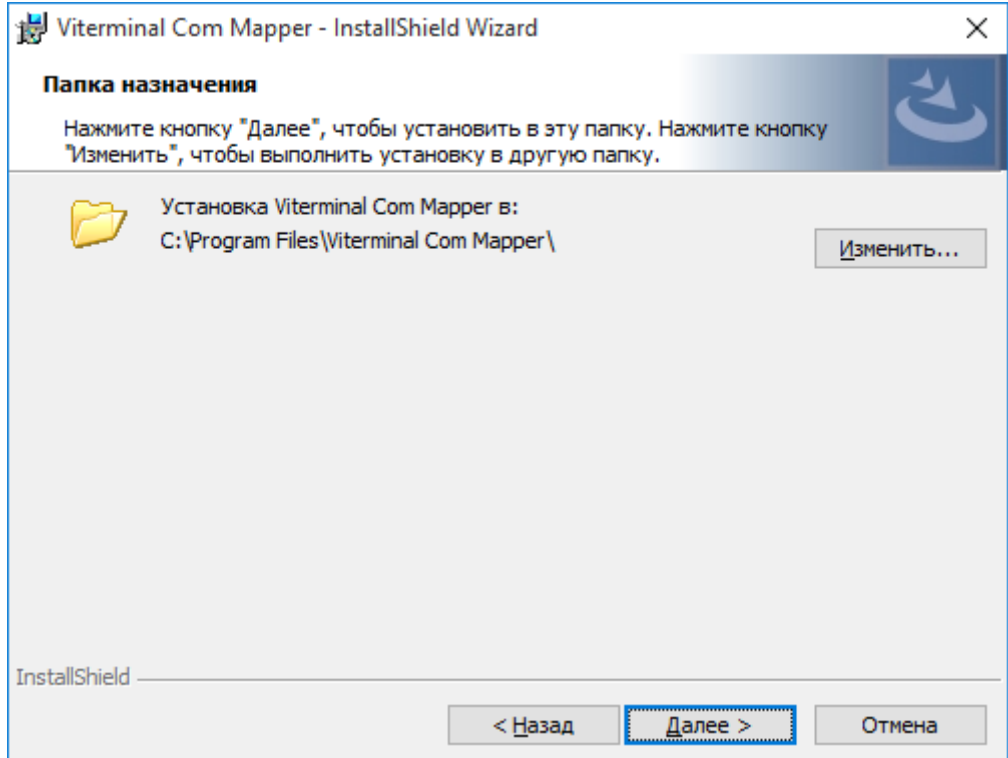 Viterminal Com Mapper - InstallShield Wizard
Папка назначения
Нажмите кнопку "Далее", чтобы установить в эту папку. Нажмите кнопку
"Изменить", чтобы выполнить установку в другую папку.
Установка Viterminal Com Mapper в:
C:\Program Files\Viterminal Com Mapper\
Изменить...
InstallShield
< Назад
Далее >
Отмена